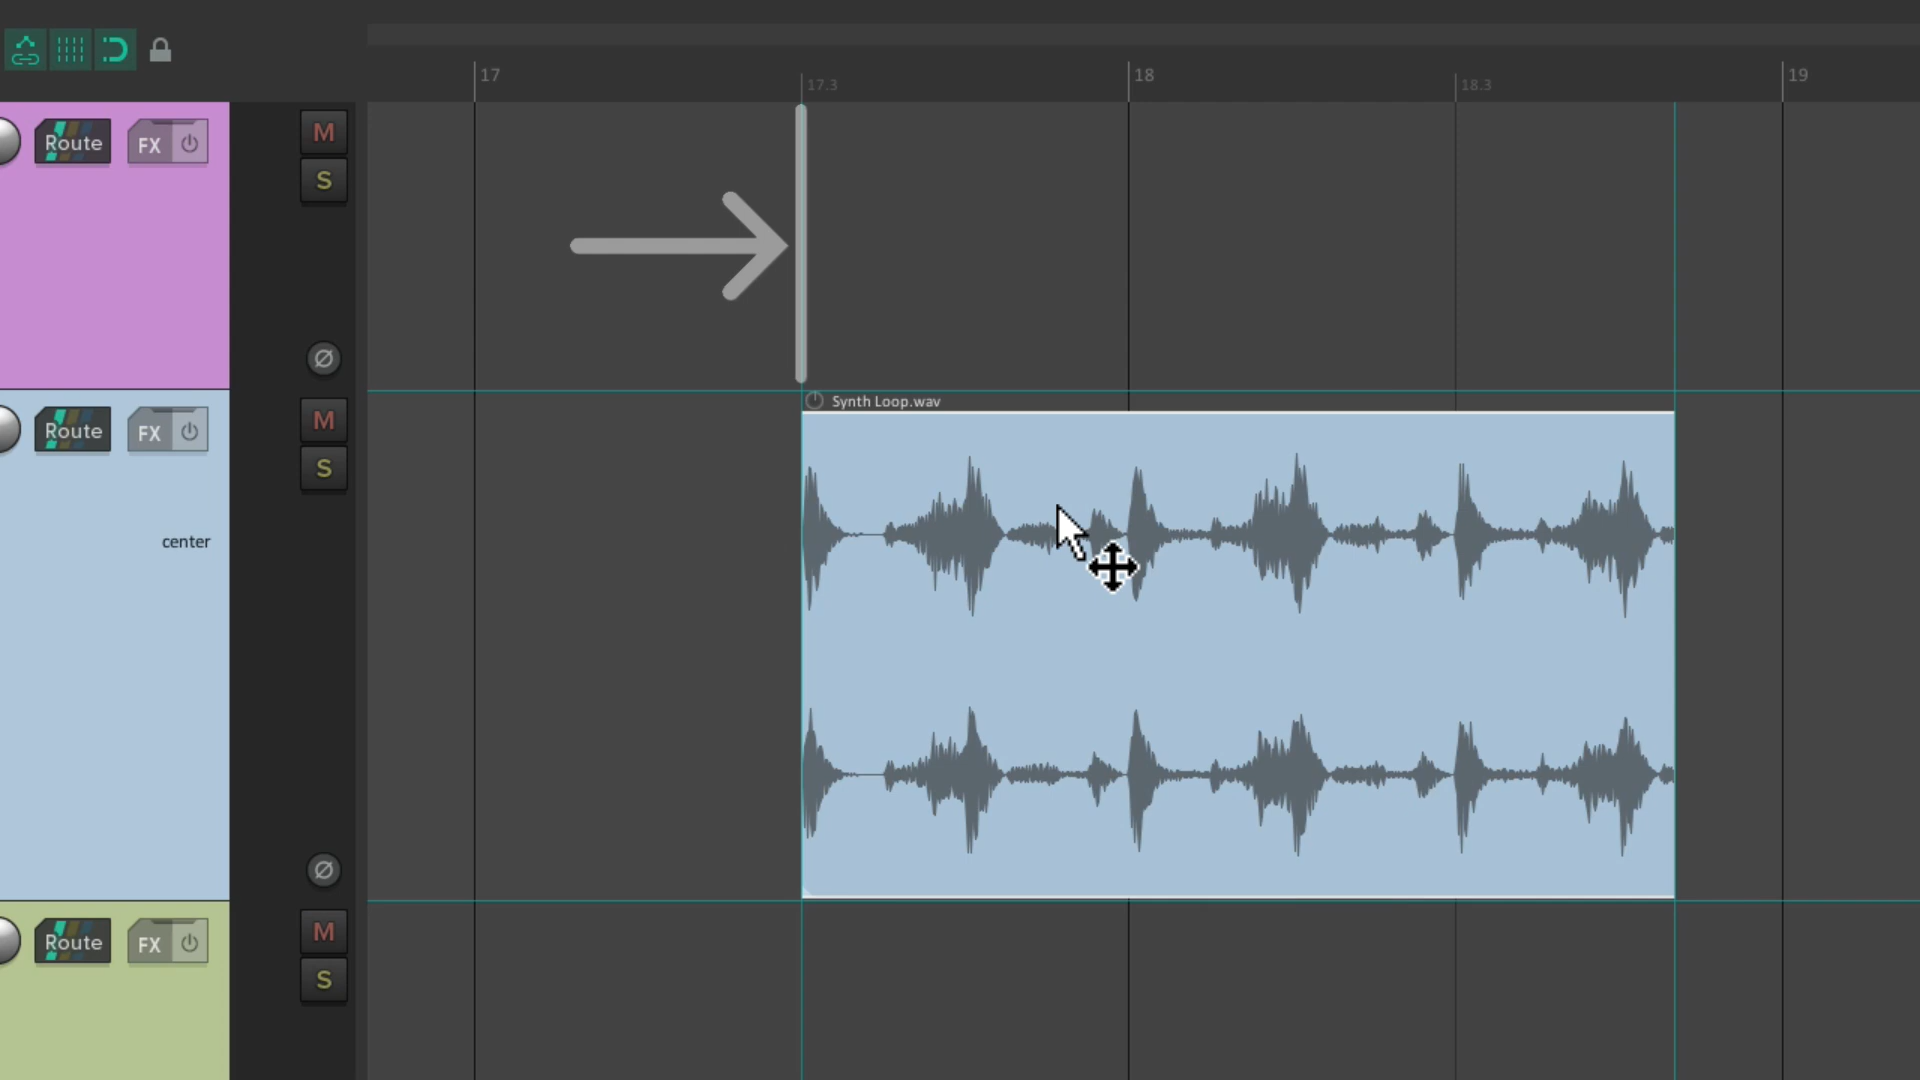 17
17.3
18
18.3
19
Route
FX
M
S
Ø
Synth Loop.wav
Route
FX
M
S
center
Ø
Route
FX
M
S